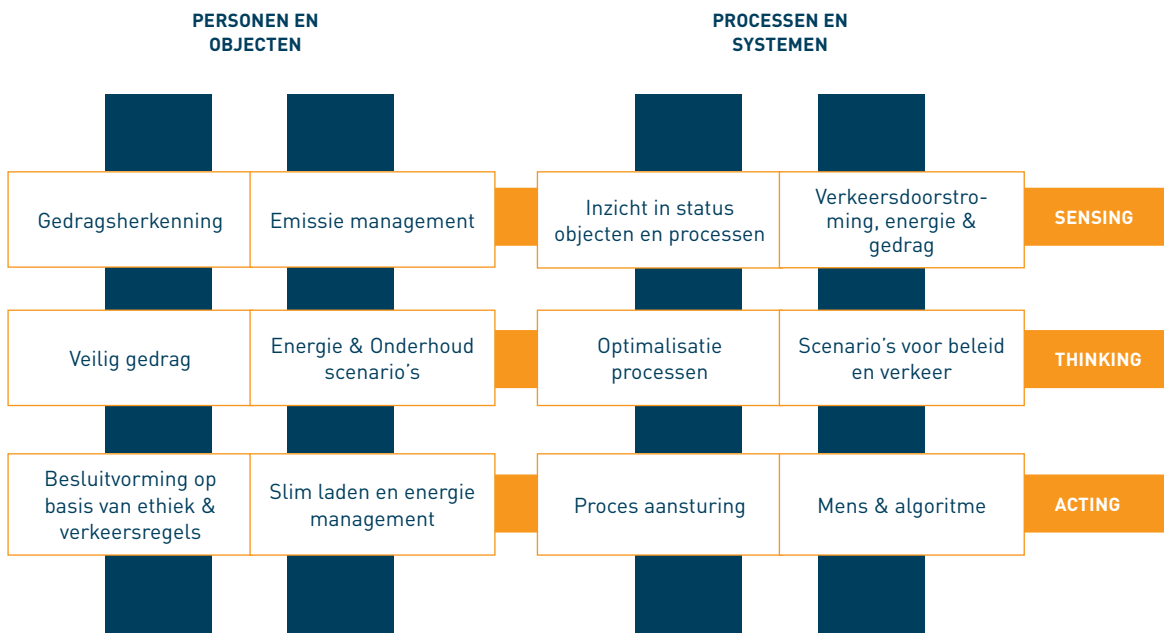 PERSONEN EN
OBJECTEN
PROCESSEN EN
SYSTEMEN
Gedragsherkenning
Emissie management
Inzicht in status
objecten en processen
Verkeersdoorstro-
ming, energie &
gedrag
SENSING
Veilig gedrag
Energie & Onderhoud
scenario’s
Optimalisatie
processen
Scenario’s voor beleid
en verkeer
THINKING
Besluitvorming op
basis van ethiek &
verkeersregels
Slim laden en energie
management
Proces aansturing
Mens & algoritme
ACTING